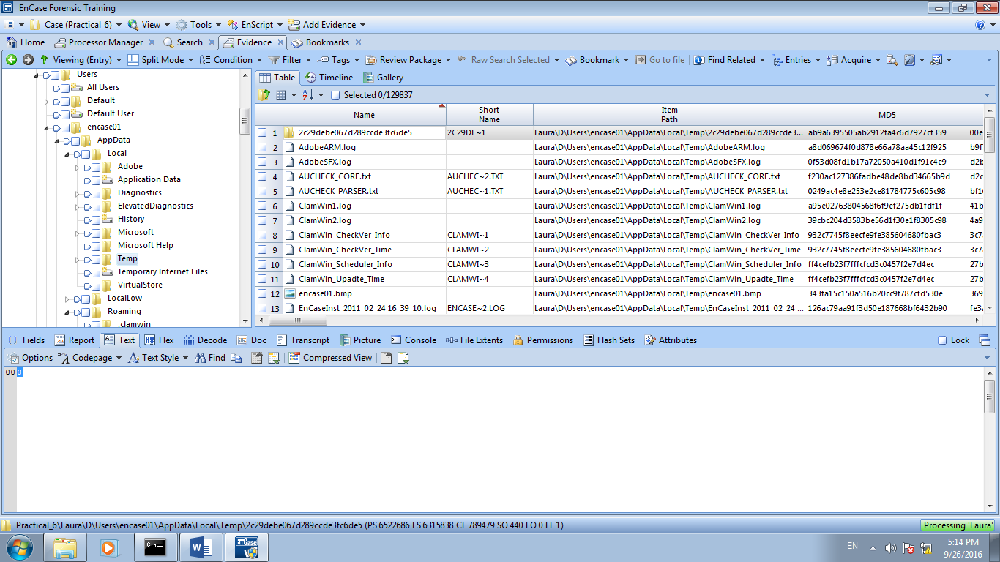 EnCase Forensic Training
Case (Practical_6) View Tools EnScript Add Evidence
Home Processor Manager Search Evidence Bookmarks
Viewing (Entry) Split Mode Condition Filter Tags Review Package Raw Search Selected Bookmark Go to file Find Related Entries Acquire
Users
All Users
Default
Default User
encase01
AppData
Local
Adobe
Application Data
Diagnostics
ElevatedDiagnostics
History
Microsoft
Microsoft Help
Temp
Temporary Internet Files
VirtualStore
LocalLow
Roaming
.clamwin
Table Timeline Gallery
Selected 0/129837
Name Short Name Item Path MD5
1 2c29debe067d289ccde3fc6de5 2C29DE~1 Laura\D\Users\encase01\AppData\Local\Temp\2c29debe067d289ccde3... ab9a6395505ab2912fa4c6d7927cf359 00e
2 AdobeARM.log Laura\D\Users\encase01\AppData\Local\Temp\AdobeARM.log a8d069674f0d878e66a78aa45c12f925 b9f
3 AdobeSFX.log Laura\D\Users\encase01\AppData\Local\Temp\AdobeSFX.log 0f53d08fd1b17a72050a410d1f91c4e9 d2b
4 AUCHECK_CORE.txt AUCHEC~2.TXT Laura\D\Users\encase01\AppData\Local\Temp\AUCHECK_CORE.txt f230ac127386fadbe48de8bd34665b9d d2c
5 AUCHECK_PARSER.txt AUCHEC~1.TXT Laura\D\Users\encase01\AppData\Local\Temp\AUCHECK_PARSER.txt 0249ac4e8e253e2ce81784775c605c98 bf1
6 ClamWin1.log Laura\D\Users\encase01\AppData\Local\Temp\ClamWin1.log a95e02763804568f6f9ef275db1fdf1f 41b
7 ClamWin2.log Laura\D\Users\encase01\AppData\Local\Temp\ClamWin2.log 39cbc204d3583be56d1f30e1f8305c98 4a9
8 ClamWin_CheckVer_Info CLAMWI~1 Laura\D\Users\encase01\AppData\Local\Temp\ClamWin_CheckVer_Info 932c7745f8eecfe9fe385604680fbac3 3c7
9 ClamWin_CheckVer_Time CLAMWI~2 Laura\D\Users\encase01\AppData\Local\Temp\ClamWin_CheckVer_Time 932c7745f8eecfe9fe385604680fbac3 3c7
10 ClamWin_Scheduler_Info CLAMWI~3 Laura\D\Users\encase01\AppData\Local\Temp\ClamWin_Scheduler_Info ff4cefb23f7fffcfcd3c0457f2e7d4ec 27b
11 ClamWin_Upadte_Time CLAMWI~4 Laura\D\Users\encase01\AppData\Local\Temp\ClamWin_Upadte_Time ff4cefb23f7fffcfcd3c0457f2e7d4ec 27b
12 encase01.bmp Laura\D\Users\encase01\AppData\Local\Temp\encase01.bmp 343fa15c150a516b20cc9f787cfd530e 369
13 EnCaseInst_2011_02_24 16_39_10.log ENCASE~2.LOG Laura\D\Users\encase01\AppData\Local\Temp\EnCaseInst_2011_02_24 ... 126ac79aa91f3d50e187668bf6432b90 fe3
Fields Report Text Hex Decode Doc Transcript Picture Console File Extents Permissions Hash Sets Attributes Lock
Options Codepage Text Style Find Compressed View
00 0
Practical_6\Laura\D\Users\encase01\AppData\Local\Temp\2c29debe067d289ccde3fc6de5 (PS 6522686 LS 6315838 CL 789479 SO 440 FO 0 LE 1) Processing 'Laura'
EN 5:14 PM
9/26/2016